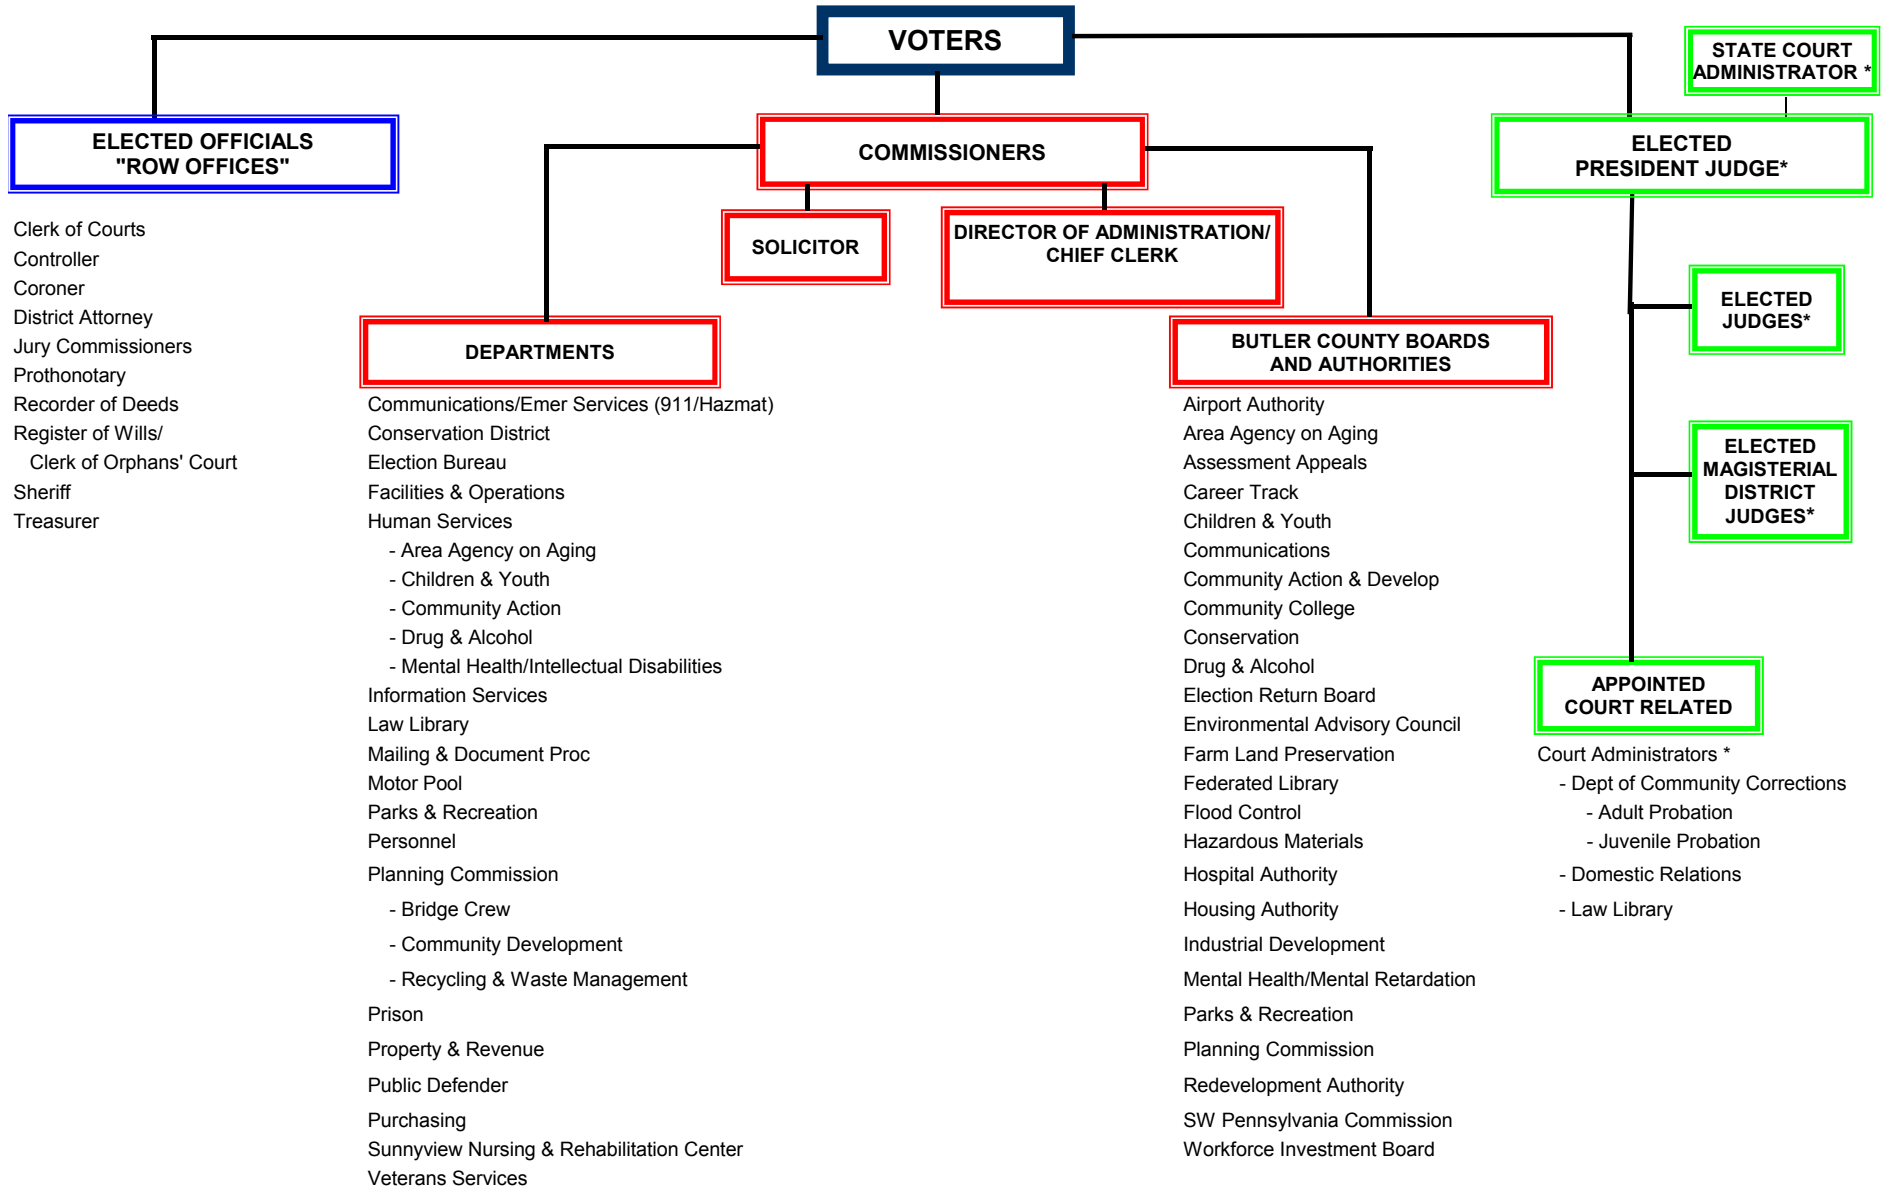 VOTERS
STATE COURT
ADMINISTRATOR *
ELECTED OFFICIALS
"ROW OFFICES"
COMMISSIONERS
ELECTED
PRESIDENT JUDGE*
SOLICITOR
DIRECTOR OF ADMINISTRATION/
CHIEF CLERK
Clerk of Courts
Controller
Coroner
District Attorney
Jury Commissioners
Prothonotary
Recorder of Deeds
Register of Wills/
Clerk of Orphans' Court
Sheriff
Treasurer
DEPARTMENTS
Communications/Emer Services (911/Hazmat)
Conservation District
Election Bureau
Facilities & Operations
Human Services
- Area Agency on Aging
- Children & Youth
- Community Action
- Drug & Alcohol
- Mental Health/Intellectual Disabilities
Information Services
Law Library
Mailing & Document Proc
Motor Pool
Parks & Recreation
Personnel
Planning Commission
- Bridge Crew
- Community Development
- Recycling & Waste Management
Prison
Property & Revenue
Public Defender
Purchasing
Sunnyview Nursing & Rehabilitation Center
Veterans Services
BUTLER COUNTY BOARDS
AND AUTHORITIES
Airport Authority
Area Agency on Aging
Assessment Appeals
Career Track
Children & Youth
Communications
Community Action & Develop
Community College
Conservation
Drug & Alcohol
Election Return Board
Environmental Advisory Council
Farm Land Preservation
Federated Library
Flood Control
Hazardous Materials
Hospital Authority
Housing Authority
Industrial Development
Mental Health/Mental Retardation
Parks & Recreation
Planning Commission
Redevelopment Authority
SW Pennsylvania Commission
Workforce Investment Board
ELECTED
JUDGES*
ELECTED
MAGISTERIAL
DISTRICT
JUDGES*
APPOINTED
COURT RELATED
Court Administrators *
- Dept of Community Corrections
- Adult Probation
- Juvenile Probation
- Domestic Relations
- Law Library